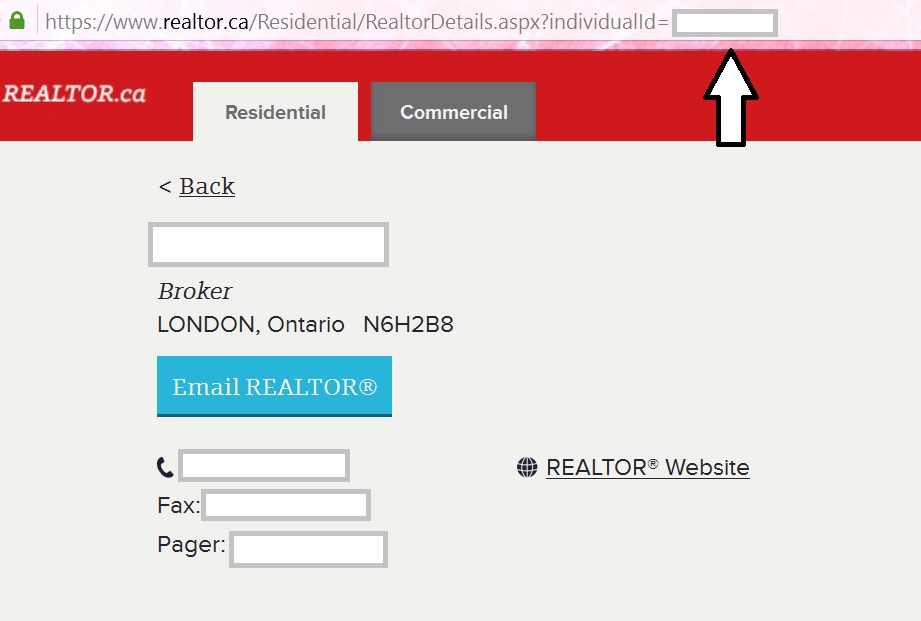 https://www.realtor.ca/Residential/RealtorDetails.aspx?individualId=
REALTOR.ca
Residential
Commercial
< Back
Broker
LONDON, Ontario N6H2B8
Email REALTOR®
REALTOR® Website
Fax:
Pager: